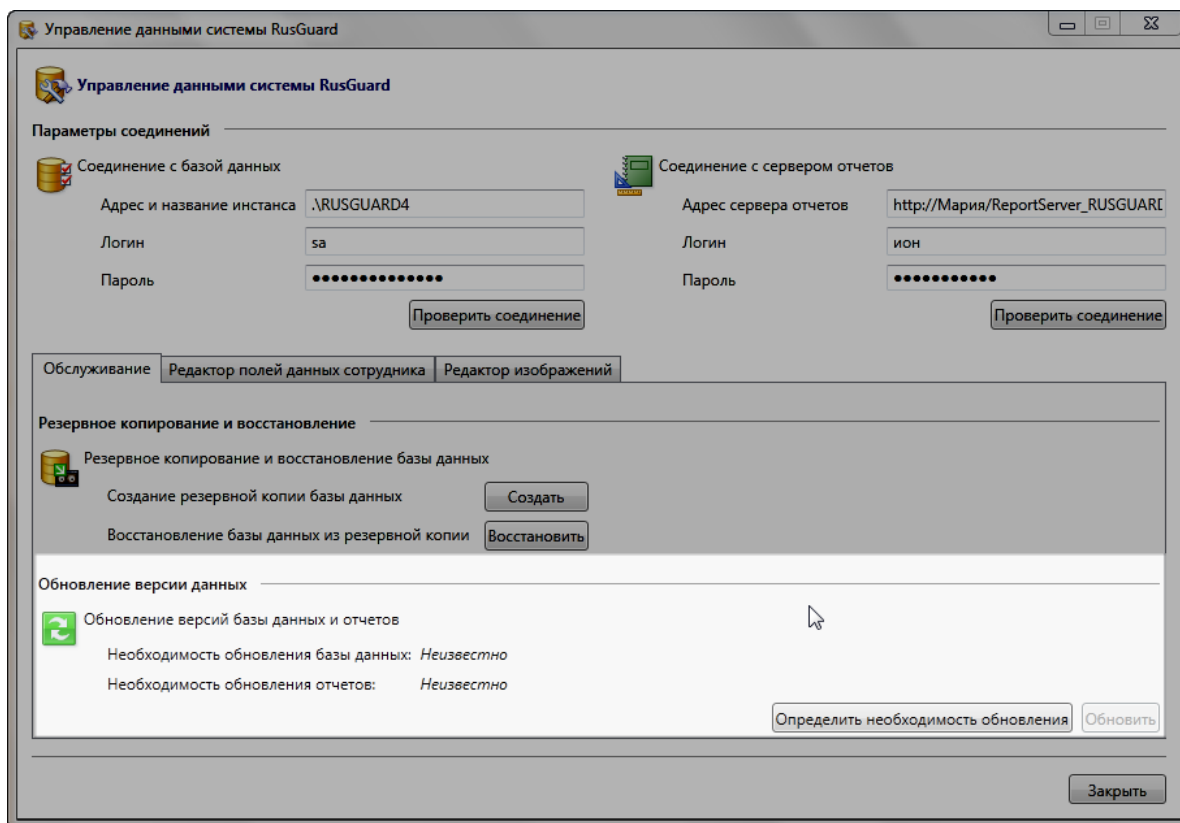 Управление данными системы RusGuard
Управление данными системы RusGuard
Параметры соединений
Соединение с базой данных
Адрес и название инстанса .\RUSGUARD4
Логин sa
Пароль ●●●●●●●●●●●●●●
Проверить соединение
Соединение с сервером отчетов
Адрес сервера отчетов http://Мария/ReportServer_RUSGUARD
Логин ион
Пароль ●●●●●●●●●●●
Проверить соединение
Обслуживание Редактор полей данных сотрудника Редактор изображений
Резервное копирование и восстановление
Резервное копирование и восстановление базы данных
Создание резервной копии базы данных Создать
Восстановление базы данных из резервной копии Восстановить
Обновление версии данных
Обновление версий базы данных и отчетов
Необходимость обновления базы данных: Неизвестно
Необходимость обновления отчетов: Неизвестно
Определить необходимость обновления Обновить
Закрыть